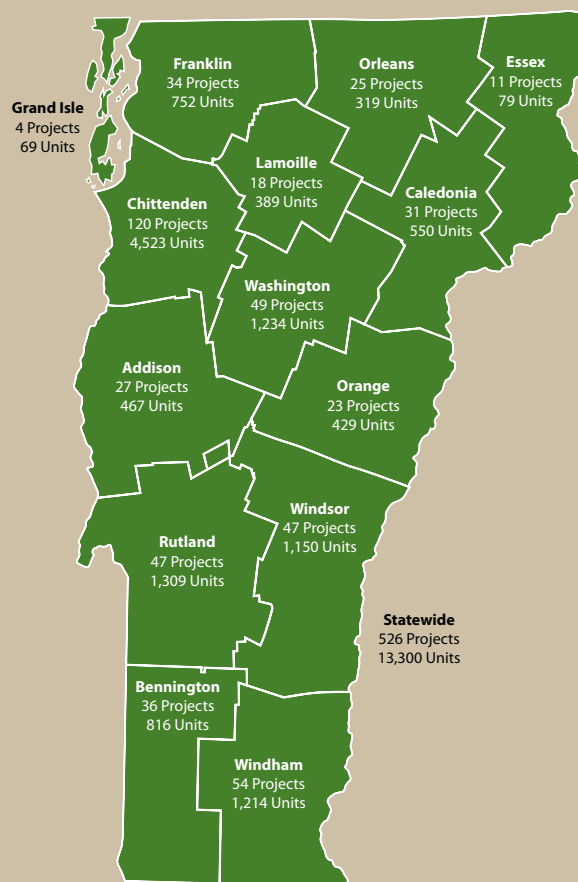 Franklin
34 Projects
752 Units
Orleans
25 Projects
319 Units
Essex
11 Projects
79 Units
Grand Isle
4 Projects
69 Units
Lamoille
18 Projects
389 Units
Chittenden
120 Projects
4,523 Units
Caledonia
31 Projects
550 Units
Washington
49 Projects
1,234 Units
Addison
27 Projects
467 Units
Orange
23 Projects
429 Units
Windsor
47 Projects
1,150 Units
Rutland
47 Projects
1,309 Units
Statewide
526 Projects
13,300 Units
Bennington
36 Projects
816 Units
Windham
54 Projects
1,214 Units